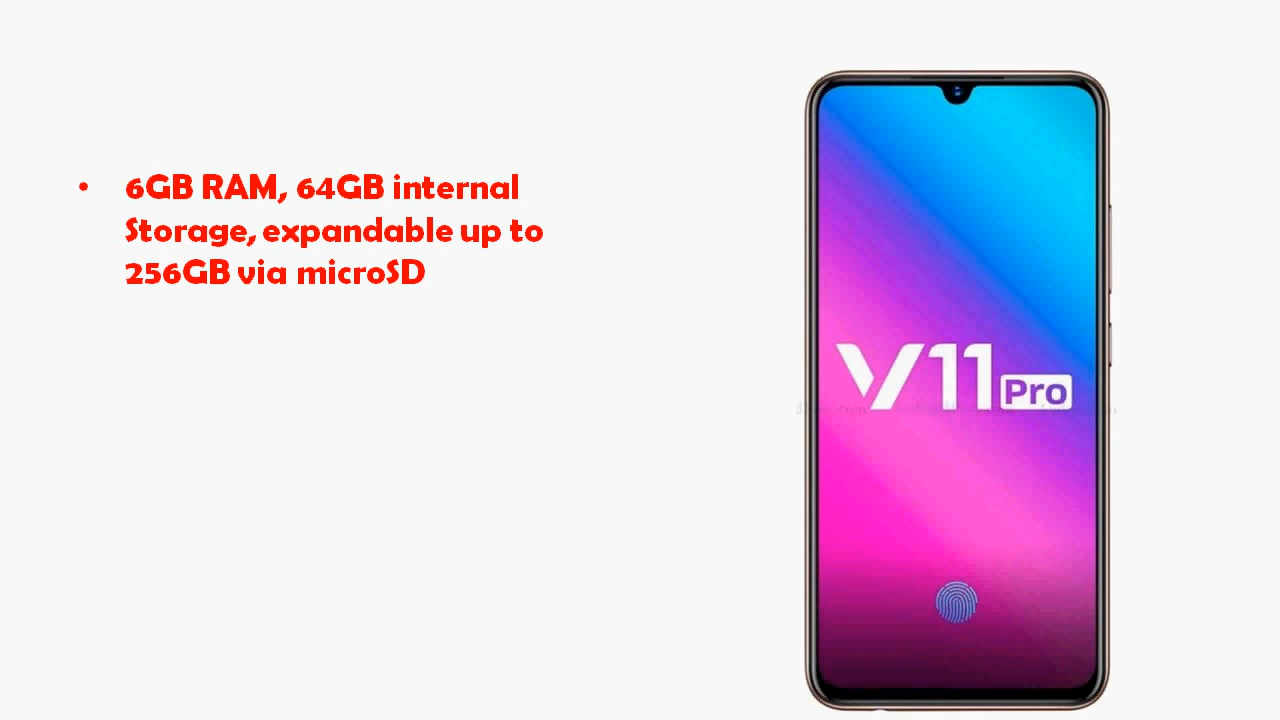 • 6GB RAM, 64GB internal
Storage, expandable up to
256GB via microSD
V11 Pro